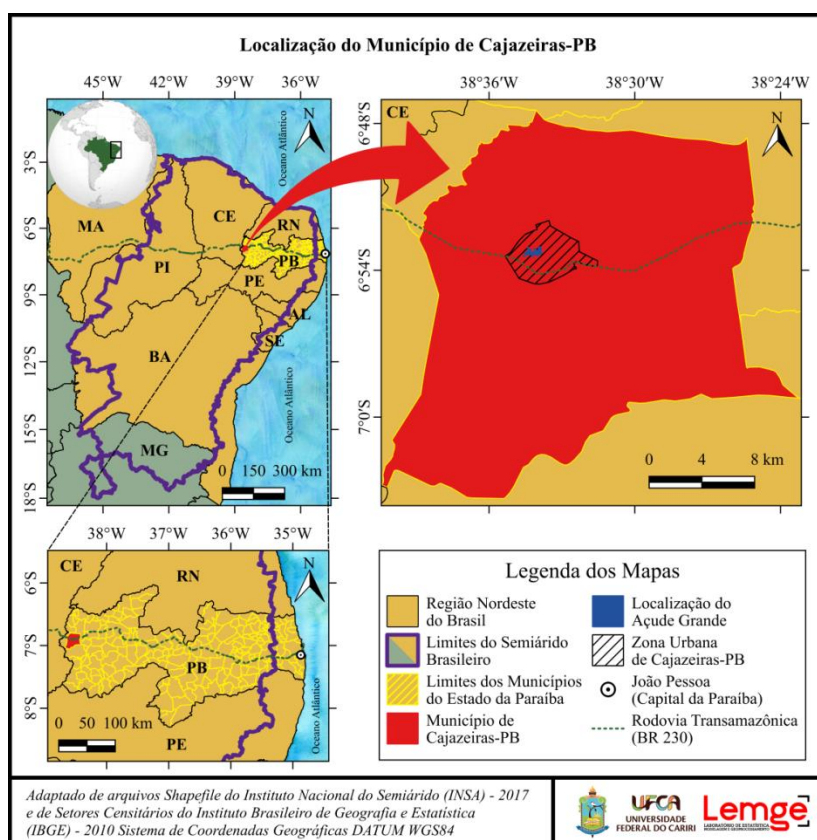 Localização do Município de Cajazeiras-PB
45°W 42°W 39°W 36°W
3°S
6°S
9°S
12°S
15°S
18°S
N
Oceano Atlântico
MA
CE
RN
PB
PI
PE
AL
SE
BA
MG
Oceano Atlântico
0 150 300 km
38°36'W 38°30'W 38°24'W
CE
N
6°48'S
6°54'S
7°0'S
0 4 8 km
38°W 37°W 36°W 35°W
CE
RN
N
6°S
7°S
8°S
PB
PE
Oceano Atlântico
0 50 100 km
Legenda dos Mapas
Região Nordeste
do Brasil
Limites do Semiárido
Brasileiro
Limites dos Municípios
do Estado da Paraíba
Município de
Cajazeiras-PB
Localização do
Açude Grande
Zona Urbana
de Cajazeiras-PB
João Pessoa
(Capital da Paraíba)
Rodovia Transamazônica
(BR 230)
Adaptado de arquivos Shapefile do Instituto Nacional do Semiárido (INSA) - 2017
e de Setores Censitários do Instituto Brasileiro de Geografia e Estatística
(IBGE) - 2010 Sistema de Coordenadas Geográficas DATUM WGS84
UFCA
UNIVERSIDADE
FEDERAL DO CARIRI
Lemge
LABORATÓRIO DE ESTATÍSTICA
MODELAGEM E GEOPROCESSAMENTO